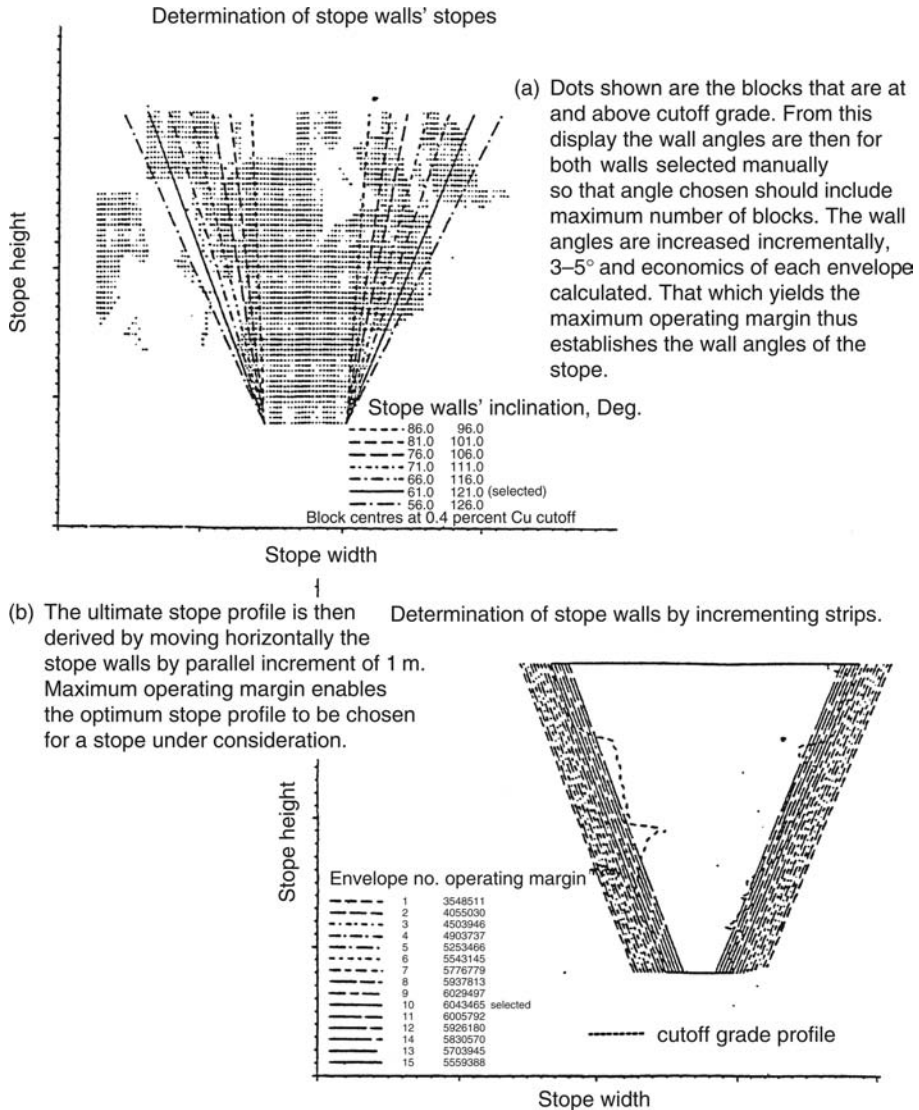 Determination of stope walls' stopes
(a) Dots shown are the blocks that are at
and above cutoff grade. From this
display the wall angles are then for
both walls selected manually
so that angle chosen should include
maximum number of blocks. The wall
angles are increased incrementally,
3–5° and economics of each envelope
calculated. That which yields the
maximum operating margin thus
establishes the wall angles of the
stope.
Stope height
Stope walls' inclination, Deg.
86.0 96.0
81.0 101.0
76.0 106.0
71.0 111.0
66.0 116.0
61.0 121.0 (selected)
56.0 126.0
Block centres at 0.4 percent Cu cutoff
Stope width
(b) The ultimate stope profile is then
derived by moving horizontally the
stope walls by parallel increment of 1 m.
Maximum operating margin enables
the optimum stope profile to be chosen
for a stope under consideration.
Determination of stope walls by incrementing strips.
Stope height
Envelope no. operating margin
1 3548511
2 4055030
3 4503946
4 4903737
5 5253466
6 5543145
7 5776779
8 5937813
9 6029497
10 6043465 selected
11 6005792
12 5926180
14 5830570
13 5703945
15 5559388
cutoff grade profile
Stope width